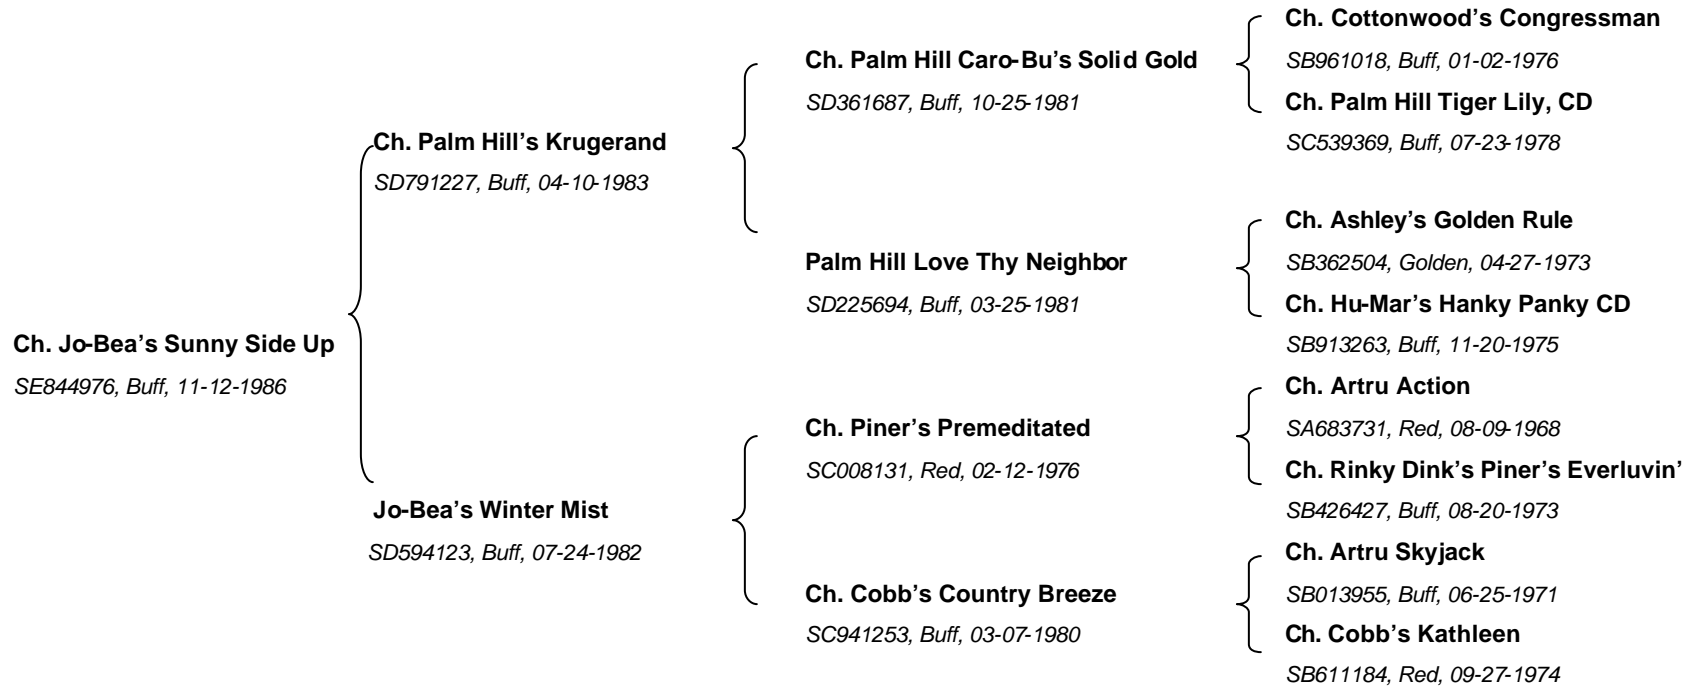 Ch. Cottonwood’s Congressman
Ch. Palm Hill Caro-Bu’s Solid Gold
SB961018, Buff, 01-02-1976
SD361687, Buff, 10-25-1981
Ch. Palm Hill Tiger Lily, CD
Ch. Palm Hill’s Krugerand
SC539369, Buff, 07-23-1978
SD791227, Buff, 04-10-1983
Ch. Ashley’s Golden Rule
Palm Hill Love Thy Neighbor
SB362504, Golden, 04-27-1973
SD225694, Buff, 03-25-1981
Ch. Hu-Mar’s Hanky Panky CD
Ch. Jo-Bea’s Sunny Side Up
SB913263, Buff, 11-20-1975
SE844976, Buff, 11-12-1986
Ch. Artru Action
Ch. Piner’s Premeditated
SA683731, Red, 08-09-1968
SC008131, Red, 02-12-1976
Ch. Rinky Dink’s Piner’s Everluvin’
Jo-Bea’s Winter Mist
SB426427, Buff, 08-20-1973
SD594123, Buff, 07-24-1982
Ch. Artru Skyjack
Ch. Cobb’s Country Breeze
SB013955, Buff, 06-25-1971
SC941253, Buff, 03-07-1980
Ch. Cobb’s Kathleen
SB611184, Red, 09-27-1974